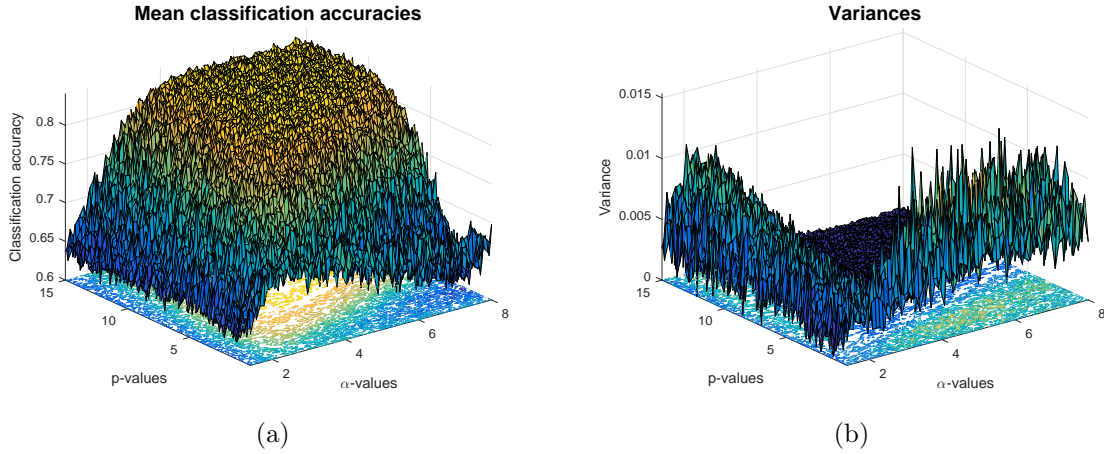 Mean classification accuracies
Classification accuracy
0.8
0.75
0.7
0.65
0.6
15
10
5
p-values
2
4
6
8
α-values
(a)
Variances
Variance
0.015
0.01
0.005
0
15
10
5
p-values
2
4
6
8
α-values
(b)